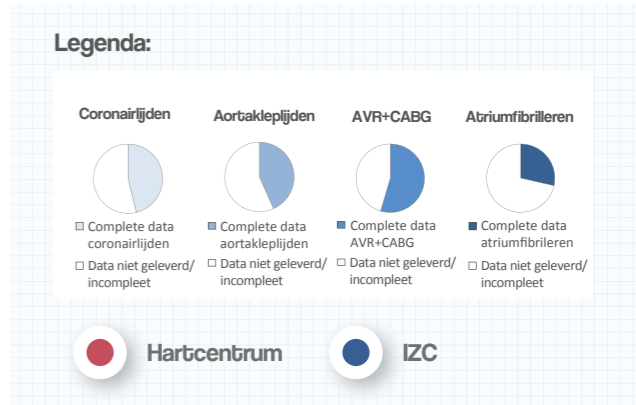 Legenda:
Coronairlijden
Aortakleplijden
AVR+CABG
Atriumfibrilleren
Complete data
coronairlijden
Data niet geleverd/
incompleet
Complete data
aortakleplijden
Data niet geleverd/
incompleet
Complete data
AVR+CABG
Data niet geleverd/
incompleet
Complete data
atriumfibrileren
Data niet geleverd/
incompleet
Hartcentrum
IZC